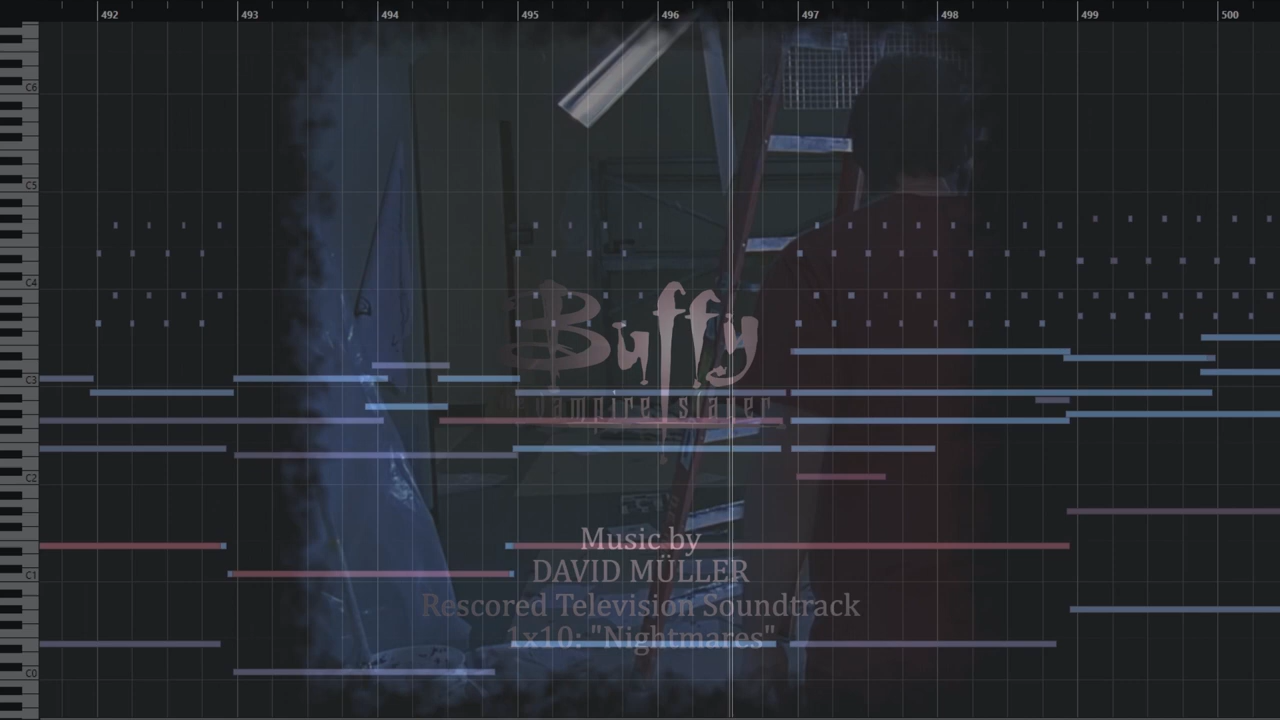 492 493 494 495 496 497 498 499 500
C6
C5
C4
Buffy
C3
vampire slayer
C2
Music by
C1
DAVID MÜLLER
Rescored Television Soundtrack
1x10: "Nightmares"
C0